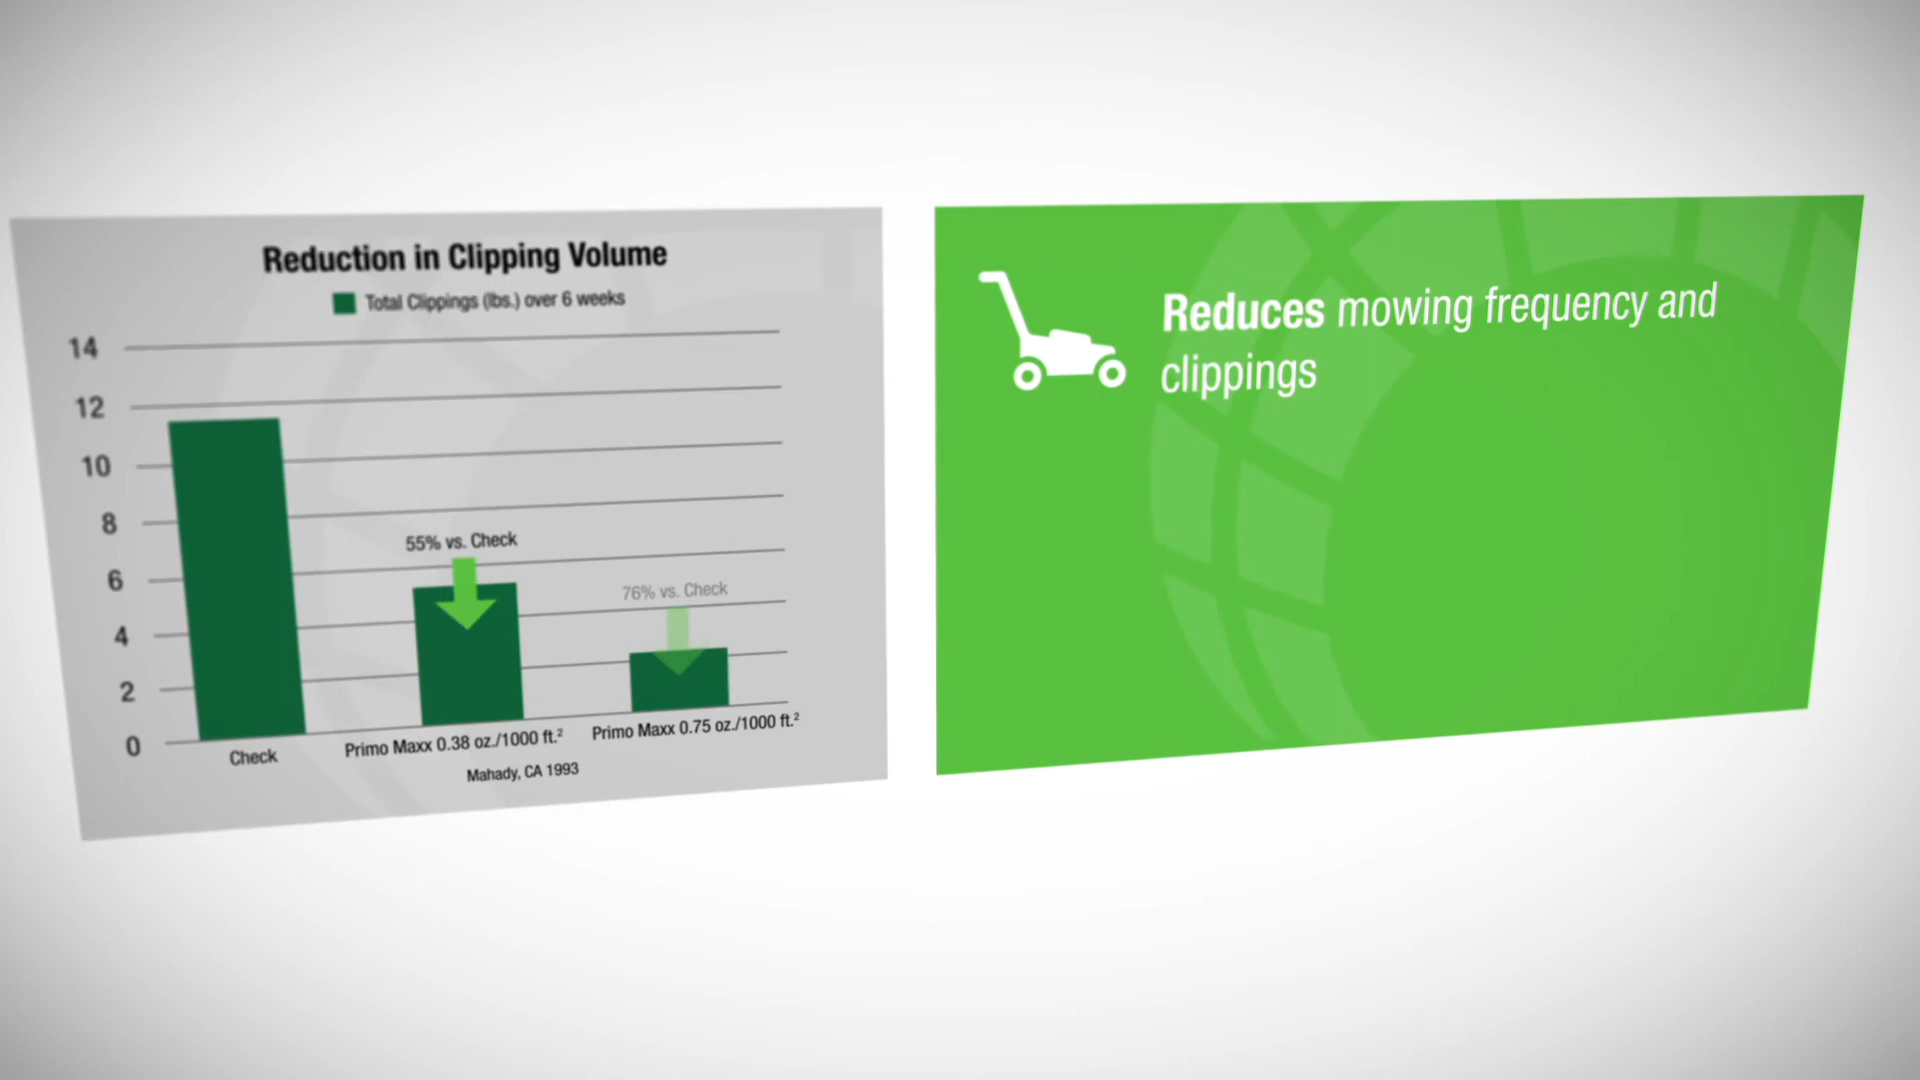 Reduction in Clipping Volume
Total Clippings (lbs.) over 6 weeks
14
12
10
8
6
4
2
0
55% vs. Check
76% vs. Check
Check
Primo Maxx 0.38 oz./1000 ft.²
Primo Maxx 0.75 oz./1000 ft.²
Mahady, CA 1993
Reduces mowing frequency and
clippings